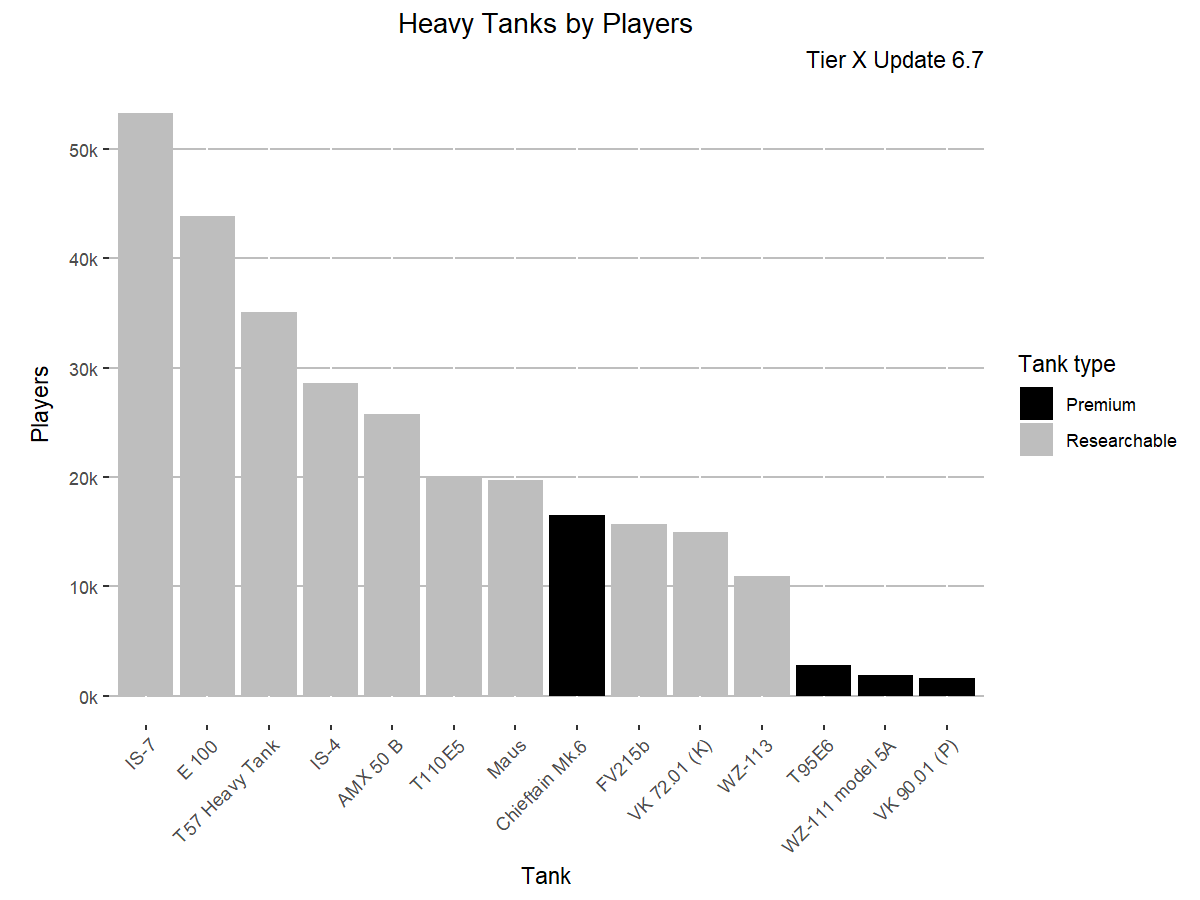 Heavy Tanks by Players
Tier X Update 6.7
Players
50k
40k
30k
20k
10k
0k
IS-7
E 100
T57 Heavy Tank
IS-4
AMX 50 B
T110E5
Maus
Chieftain Mk.6
FV215b
VK 72.01 (K)
WZ-113
T95E6
WZ-111 model 5A
VK 90.01 (P)
Tank
Tank type
Premium
Researchable